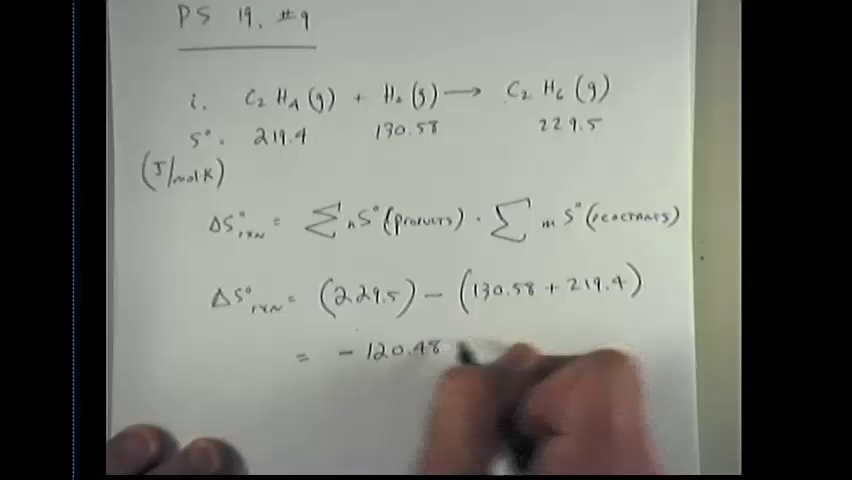 PS 19, #9
i. C2 H4 (g) + H2 (g) → C2 H6 (g)
S°. 219.4 130.58 229.5
(J/mol K)
ΔS°rxn = ∑ n S° (products) - ∑ m S° (reactants)
ΔS°rxn = (229.5) - (130.58 + 219.4)
= - 120.48